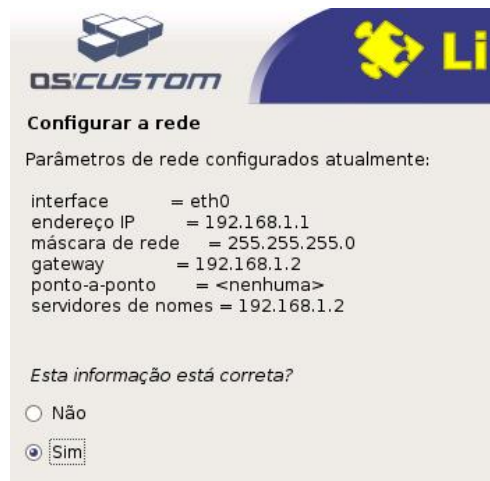 OS'CUSTOM
Li
Configurar a rede
Parâmetros de rede configurados atualmente:
interface = eth0
endereço IP = 192.168.1.1
máscara de rede = 255.255.255.0
gateway = 192.168.1.2
ponto-a-ponto = <nenhuma>
servidores de nomes = 192.168.1.2
Esta informação está correta?
Não
Sim